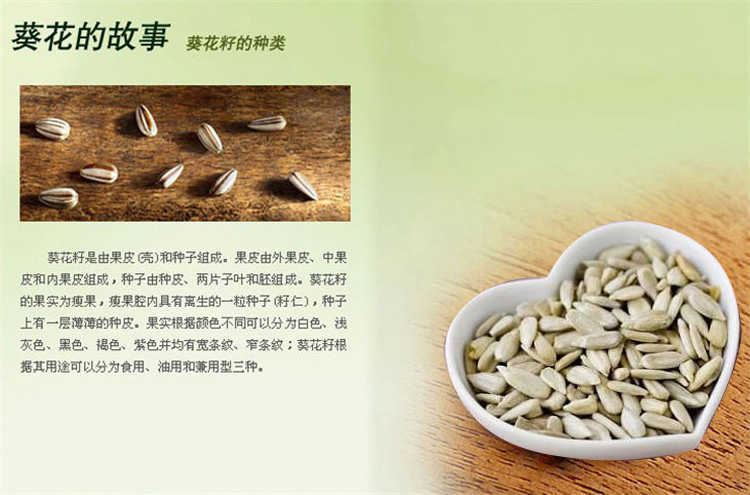 葵花的故事 葵花籽的种类
葵花籽是由果皮(壳)和种子组成。果皮由外果皮、中果
皮和内果皮组成，种子由种皮、两片子叶和胚组成。葵花籽
的果实为瘦果，瘦果腔内具有离生的一粒种子(籽仁)，种子
上有一层薄薄的种皮。果实根据颜色不同可以分为白色、浅
灰色、黑色、褐色、紫色并均有宽条纹、窄条纹；葵花籽根
据其用途可以分为食用、油用和兼用型三种。